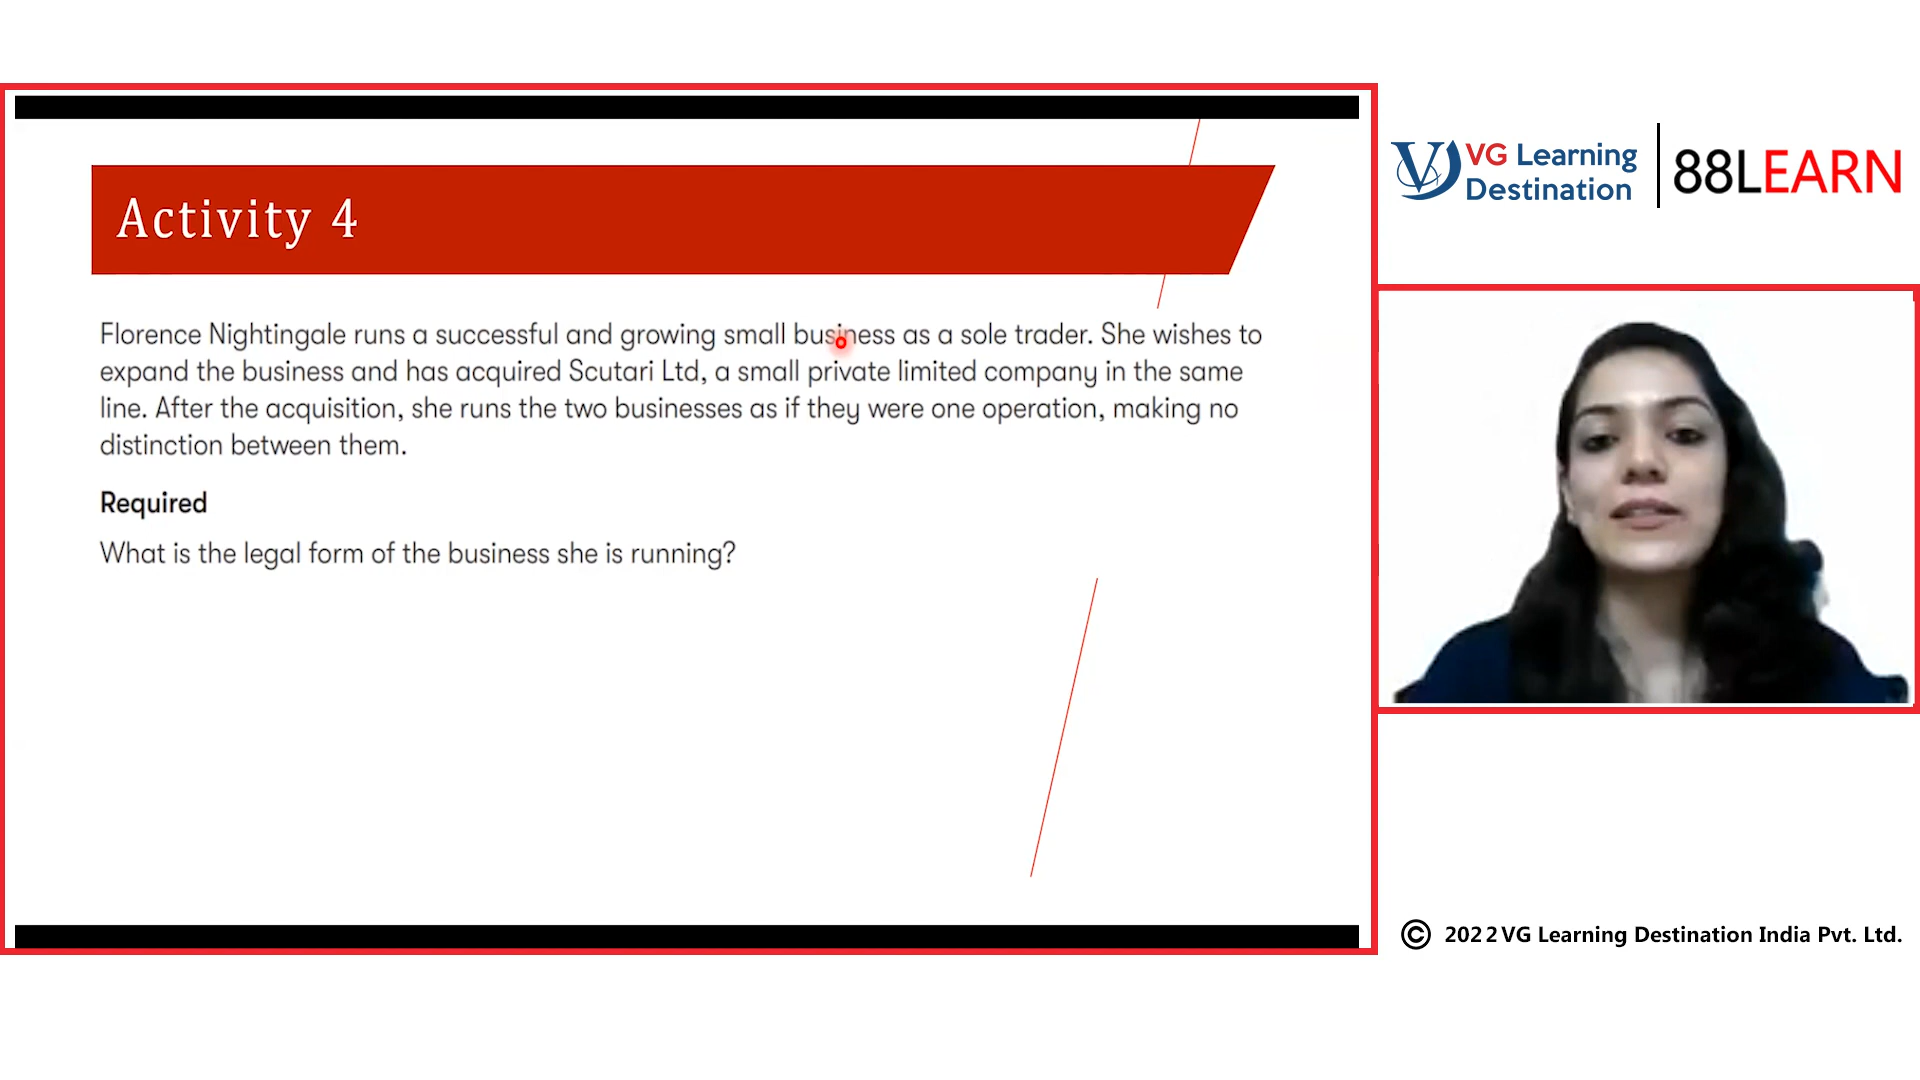 Activity 4
Florence Nightingale runs a successful and growing small business as a sole trader. She wishes to
expand the business and has acquired Scutari Ltd, a small private limited company in the same
line. After the acquisition, she runs the two businesses as if they were one operation, making no
distinction between them.
Required
What is the legal form of the business she is running?
VG Learning
Destination
88LEARN
© 2022 VG Learning Destination India Pvt. Ltd.